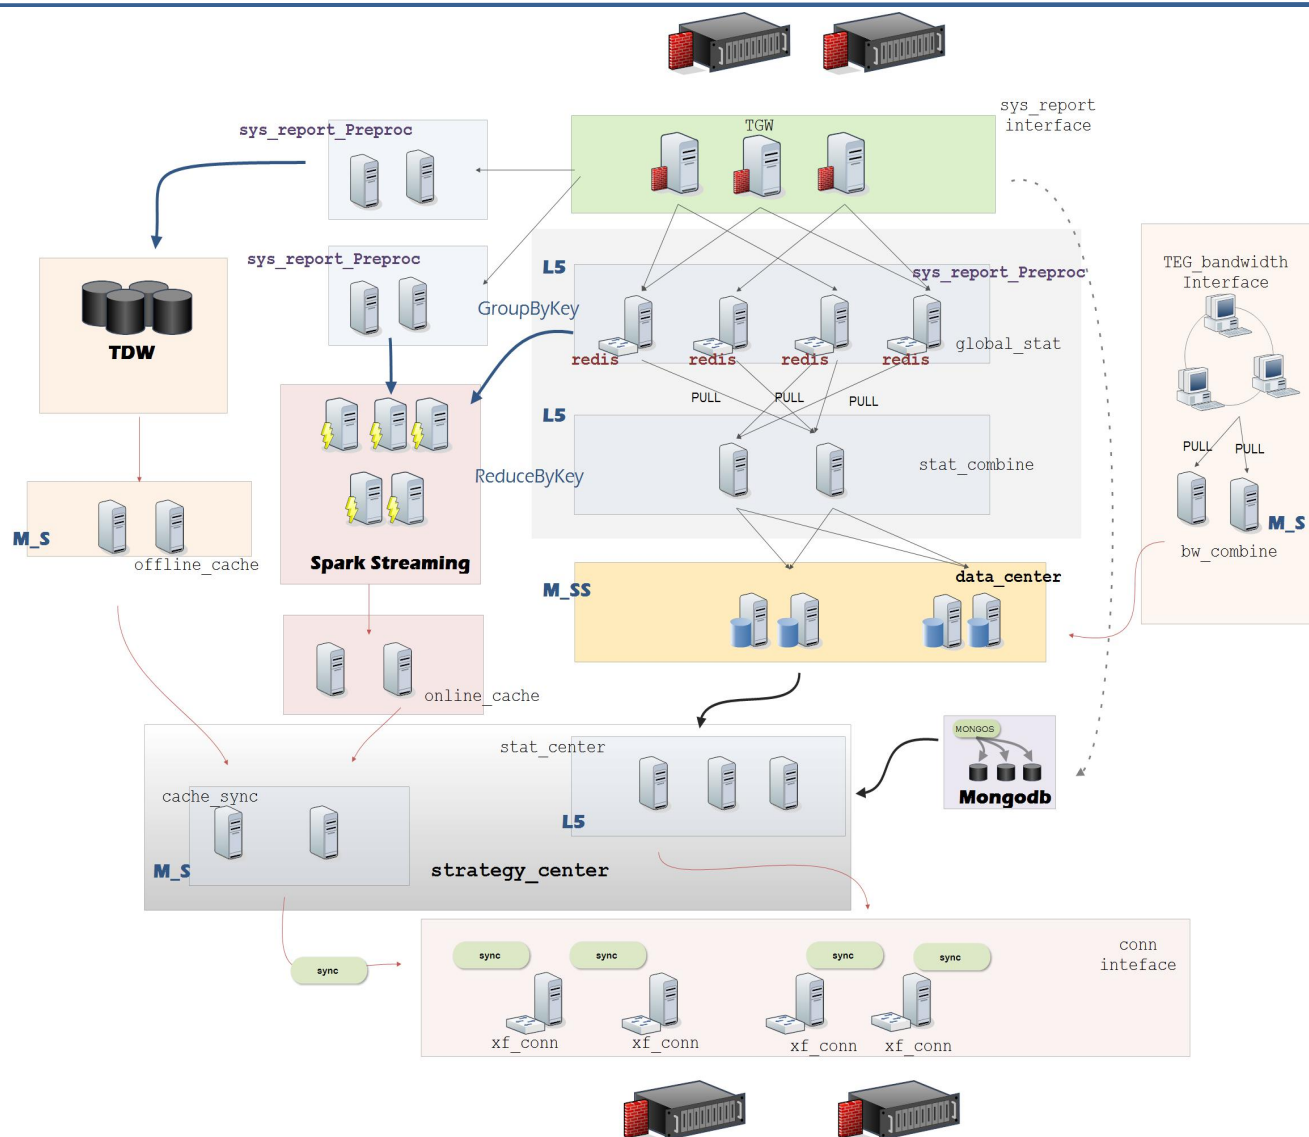 sys_report
interface
TGW
sys_report_Preproc
sys_report_Preproc
L5
sys_report_Preproc
GroupByKey
global_stat
redis
redis
redis
redis
TEG_bandwidth
Interface
TDW
PULL
PULL
PULL
L5
stat_combine
ReduceByKey
PULL
PULL
M_S
bw_combine
M_S
offline_cache
Spark Streaming
M_SS
data_center
online_cache
stat_center
L5
MONGOS
Mongodb
cache_sync
M_S
strategy_center
sync
sync
sync
sync
sync
conn
inteface
xf_conn
xf_conn
xf_conn
xf_conn